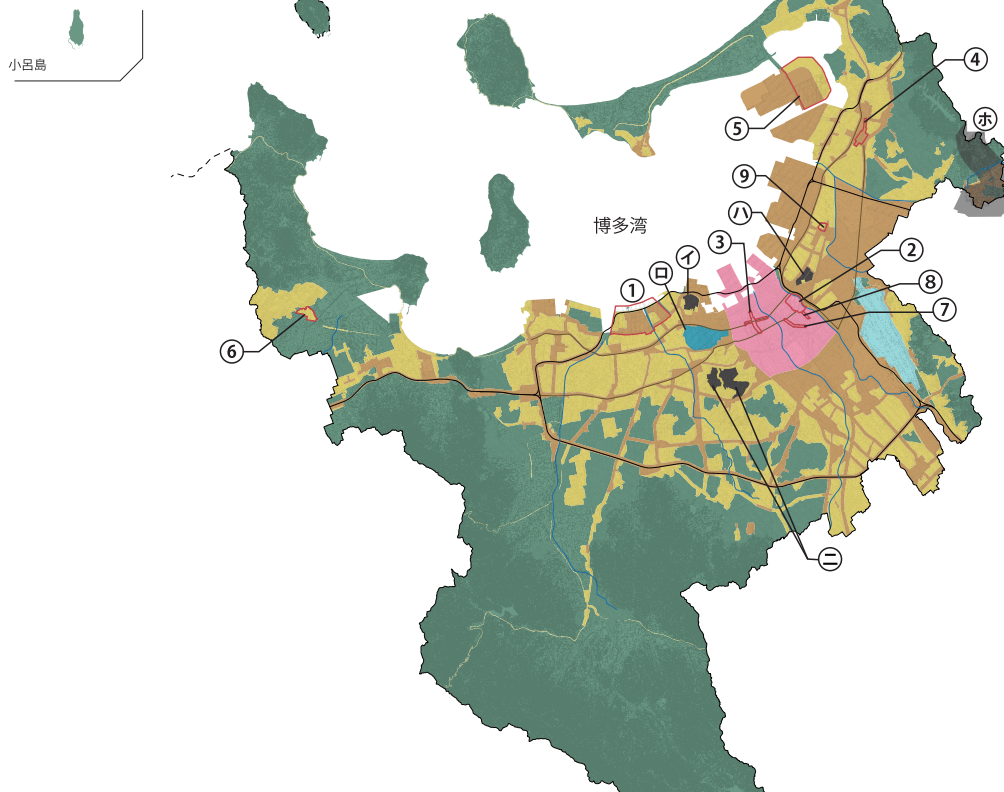 小呂島
④
ホ
⑤
⑨
ハ
博多湾
③
②
イ
ロ
①
⑧
⑦
⑥
ニ